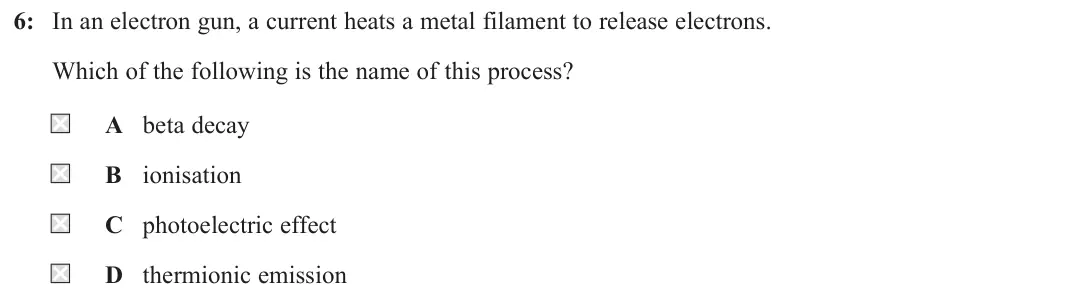 6: In an electron gun, a current heats a metal filament to release electrons.
Which of the following is the name of this process?
A beta decay
B ionisation
C photoelectric effect
D thermionic emission